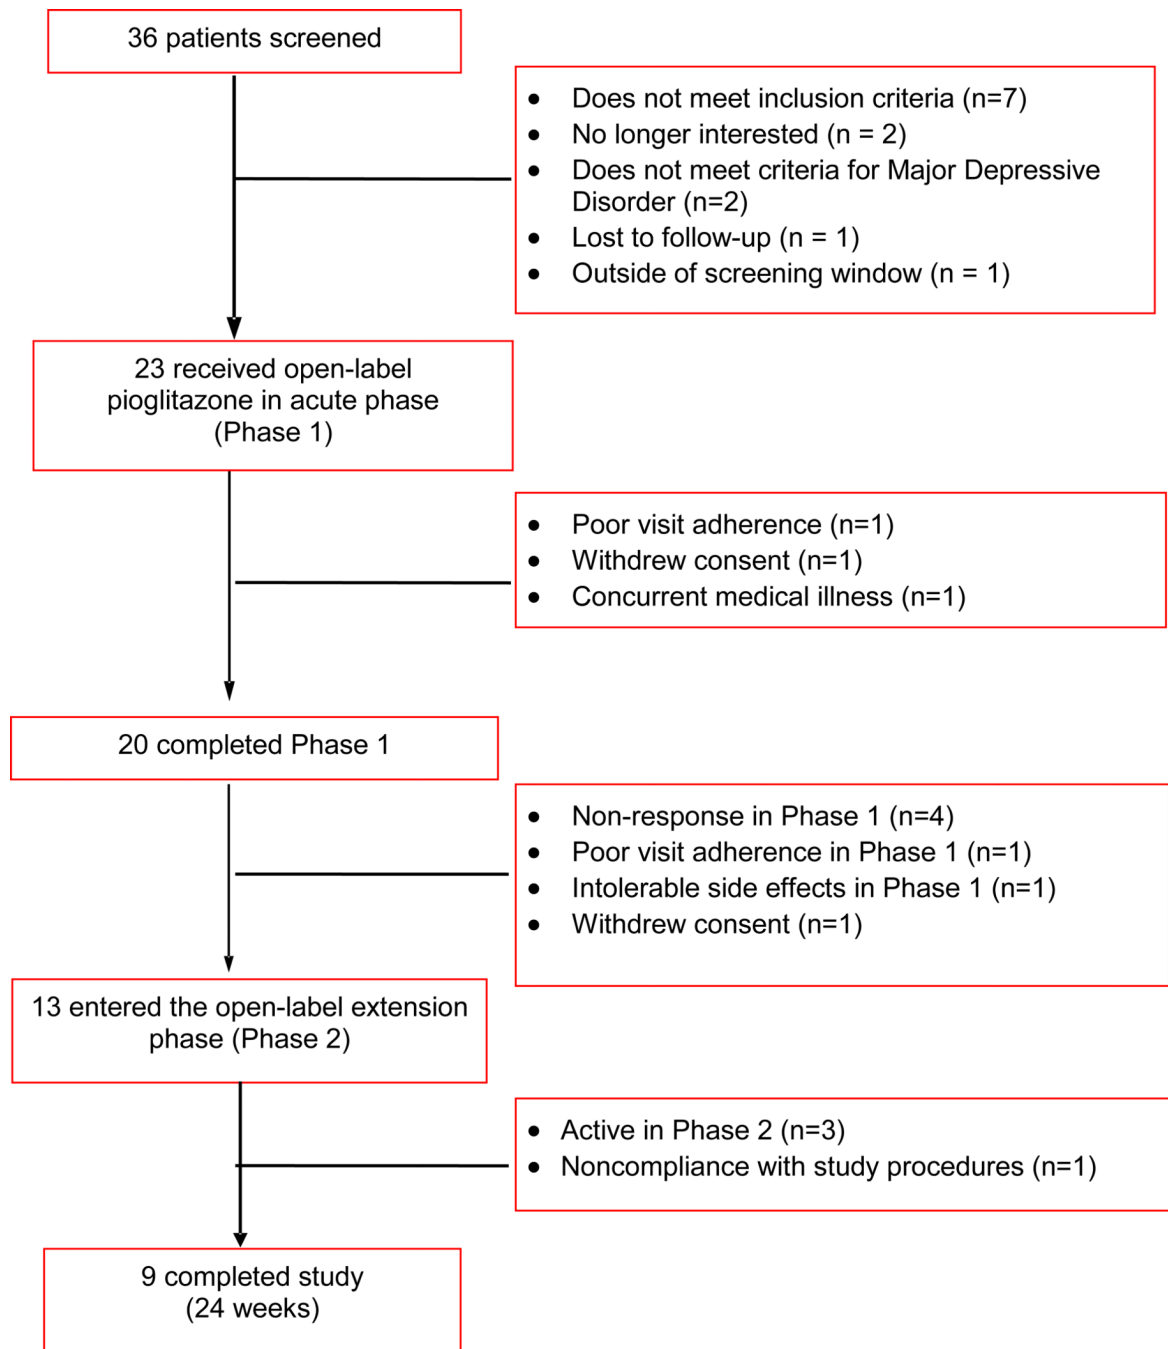 36 patients screened
• Does not meet inclusion criteria (n=7)
• No longer interested (n = 2)
• Does not meet criteria for Major Depressive
Disorder (n=2)
• Lost to follow-up (n = 1)
• Outside of screening window (n = 1)
23 received open-label
pioglitazone in acute phase
(Phase 1)
• Poor visit adherence (n=1)
• Withdrew consent (n=1)
• Concurrent medical illness (n=1)
20 completed Phase 1
• Non-response in Phase 1 (n=4)
• Poor visit adherence in Phase 1 (n=1)
• Intolerable side effects in Phase 1 (n=1)
• Withdrew consent (n=1)
13 entered the open-label extension
phase (Phase 2)
• Active in Phase 2 (n=3)
• Noncompliance with study procedures (n=1)
9 completed study
(24 weeks)